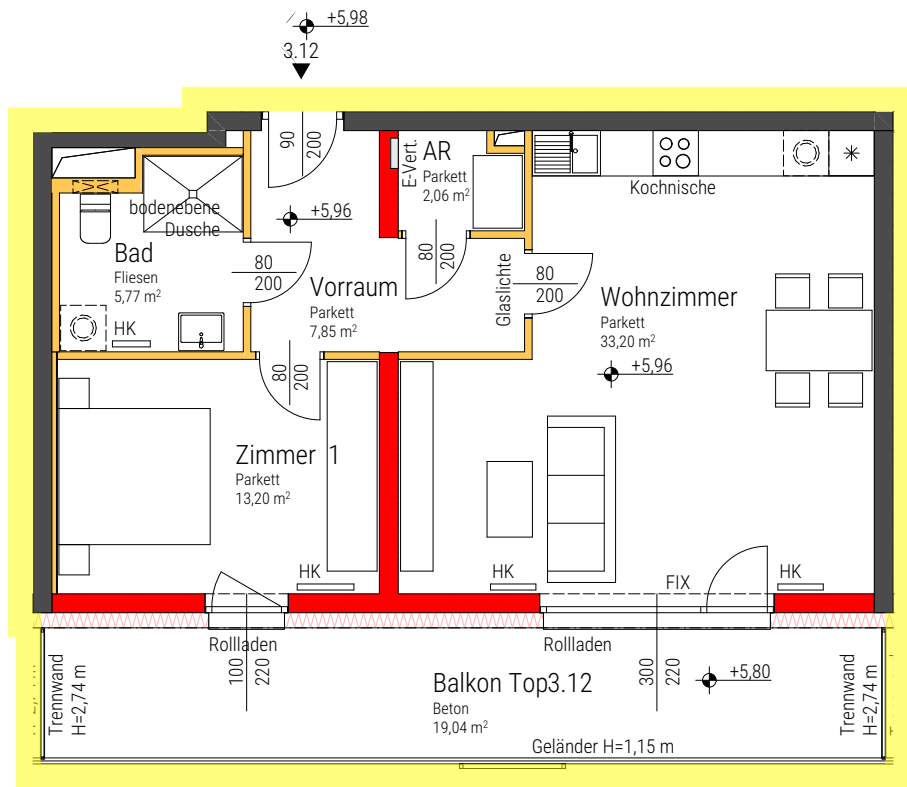 +5,98
3.12
90
200
E-Vert.
AR
Parkett
2,06 m²
Kochnische
bodenebene
Dusche
+5,96
Bad
Fliesen
5,77 m²
HK
80
200
Vorraum
Parkett
7,85 m²
80
200
Glaslichte
80
200
Wohnzimmer
Parkett
33,20 m²
+5,96
80
200
Zimmer 1
Parkett
13,20 m²
HK
HK
FIX
HK
Rollladen
Rollladen
100
220
300
220
+5,80
Trennwand
H=2,74 m
Balkon Top3.12
Beton
19,04 m²
Trennwand
H=2,74 m
Geländer H=1,15 m